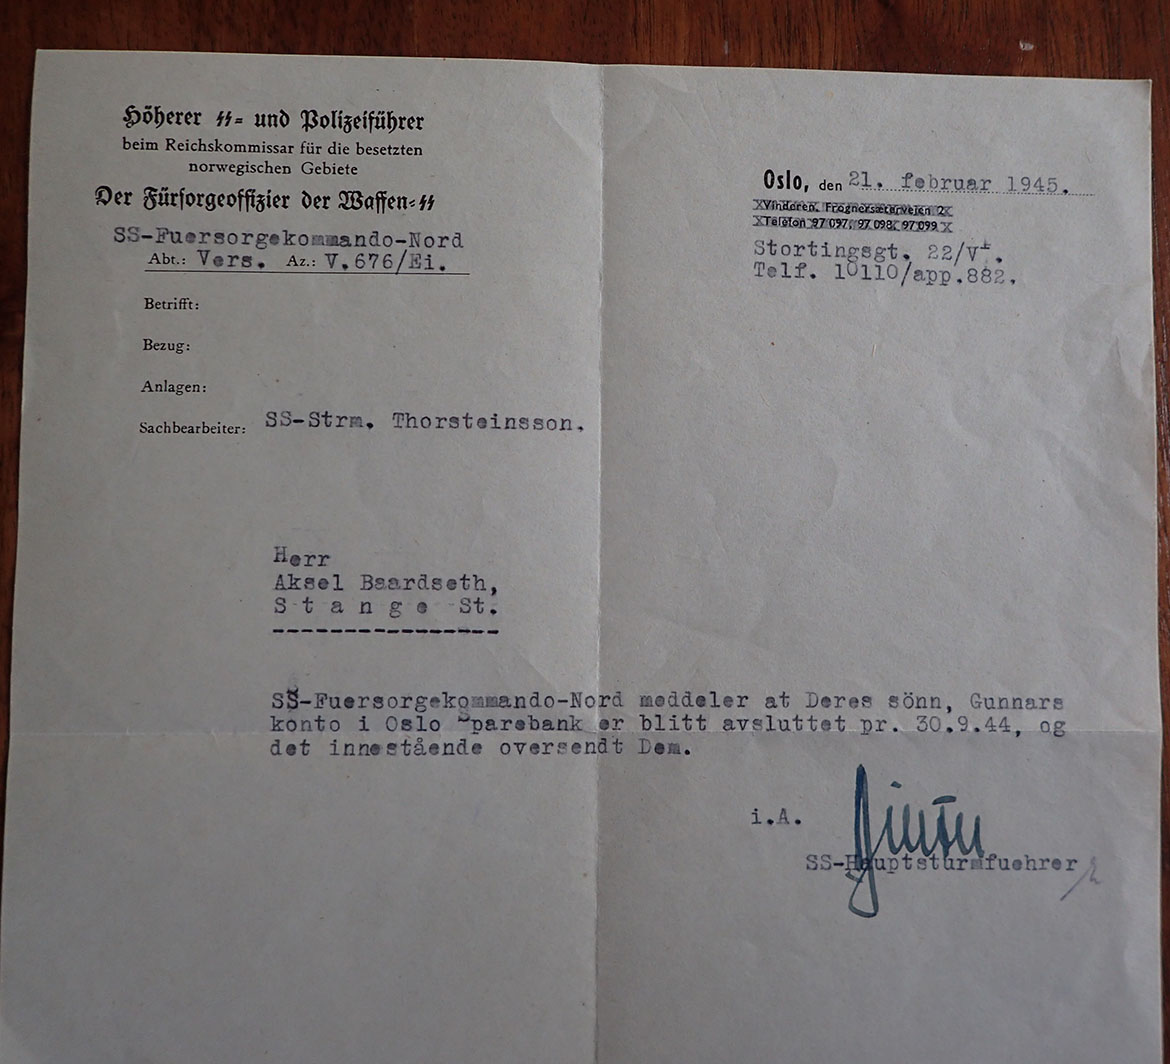 Höherer SS- und Polizeiführer
beim Reichskommissar für die besetzten
norwegischen Gebiete
Der Fürsorgeoffizier der Waffen-SS
SS-Fuersorgekommando-Nord
Abt.: Vers. Az.: V.676/Ei.
Oslo, den 21. februar 1945.
Vinderen, Frognersæterveien 2
Telefon 97 097, 97 098, 97 099
Stortingsgt. 22/V
Telf. 10110/app.882.
Betrifft:
Bezug:
Anlagen:
Sachbearbeiter: SS-Strm. Thorsteinsson.
Herr
Aksel Baardseth,
Stange St.
SS-Fuersorgekommando-Nord meddeler at Deres sönn, Gunnars
konto i Oslo Sparebank er blitt avsluttet pr. 30.9.44, og
det innestående oversendt Dem.
i.A.
SS-Hauptsturmfuehrer